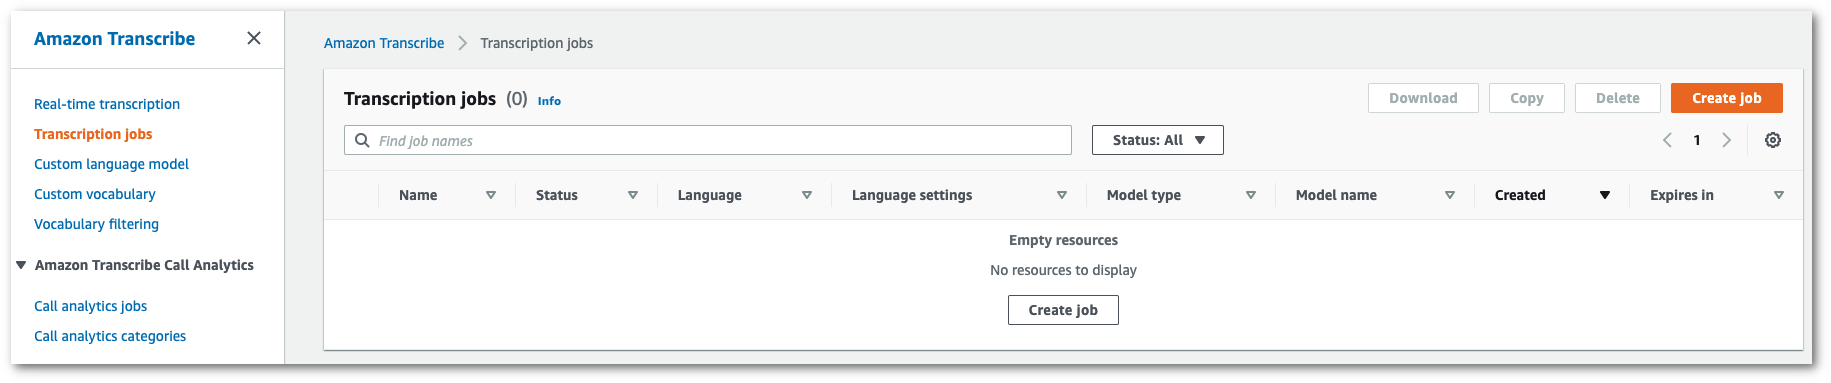 Amazon Transcribe
Real-time transcription
Transcription jobs
Custom language model
Custom vocabulary
Vocabulary filtering
Amazon Transcribe Call Analytics
Call analytics jobs
Call analytics categories
Amazon Transcribe > Transcription jobs
Transcription jobs (0) Info
Download Copy Delete Create job
Find job names Status: All 1
Name Status Language Language settings Model type Model name Created Expires in
Empty resources
No resources to display
Create job